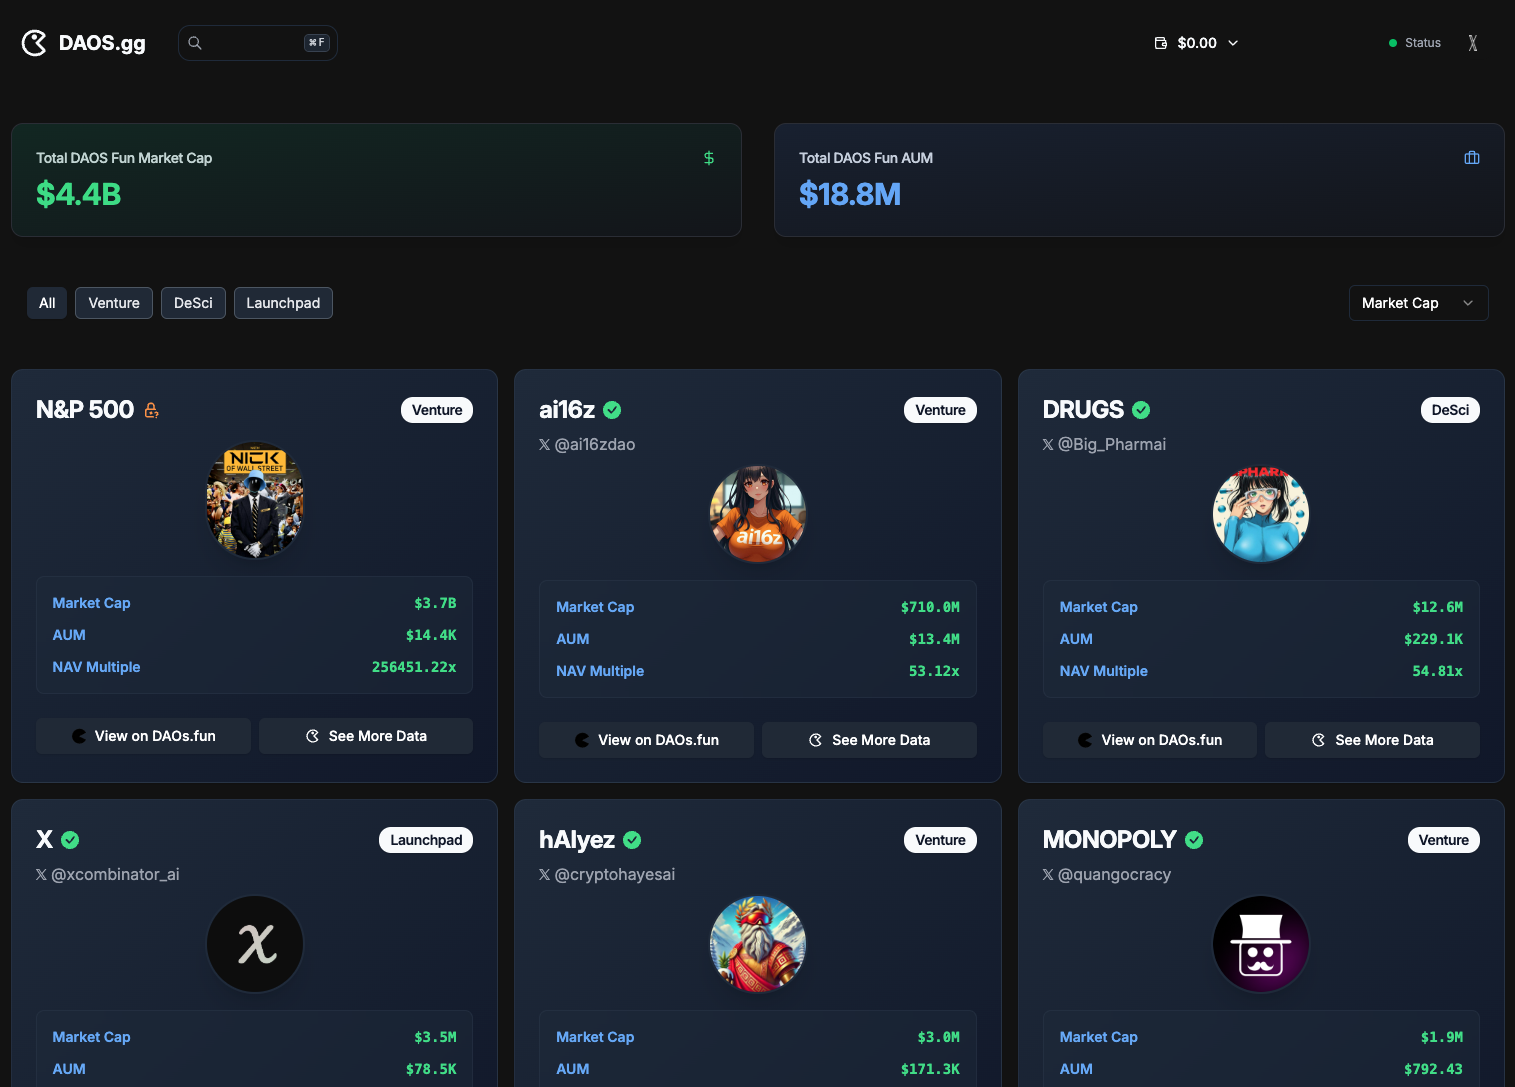 DAOS.gg
⌘F
$0.00
Status
Total DAOS Fun Market Cap
$4.4B
Total DAOS Fun AUM
$18.8M
All
Venture
DeSci
Launchpad
Market Cap
N&P 500
Venture
NICK
OF WALL STREET
Market Cap $3.7B
AUM $14.4K
NAV Multiple 256451.22x
View on DAOs.fun
See More Data
ai16z
Venture
𝕏 @ai16zdao
ai16z
Market Cap $710.0M
AUM $13.4M
NAV Multiple 53.12x
View on DAOs.fun
See More Data
DRUGS
DeSci
𝕏 @Big_Pharmai
Market Cap $12.6M
AUM $229.1K
NAV Multiple 54.81x
View on DAOs.fun
See More Data
X
Launchpad
𝕏 @xcombinator_ai
X
Market Cap $3.5M
AUM $78.5K
hAIyez
Venture
𝕏 @cryptohayesai
Market Cap $3.0M
AUM $171.3K
MONOPOLY
Venture
𝕏 @quangocracy
Market Cap $1.9M
AUM $792.43